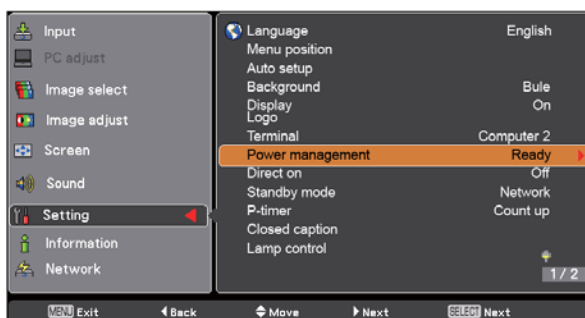 Input
PC adjust
Image select
Image adjust
Screen
Sound
Setting
Information
Network
Language English
Menu position
Auto setup
Background Bule
Display On
Logo
Terminal Computer 2
Power management Ready
Direct on Off
Standby mode Network
P-timer Count up
Closed caption
Lamp control
1 / 2
MENU Exit Back Move Next SELECT Next